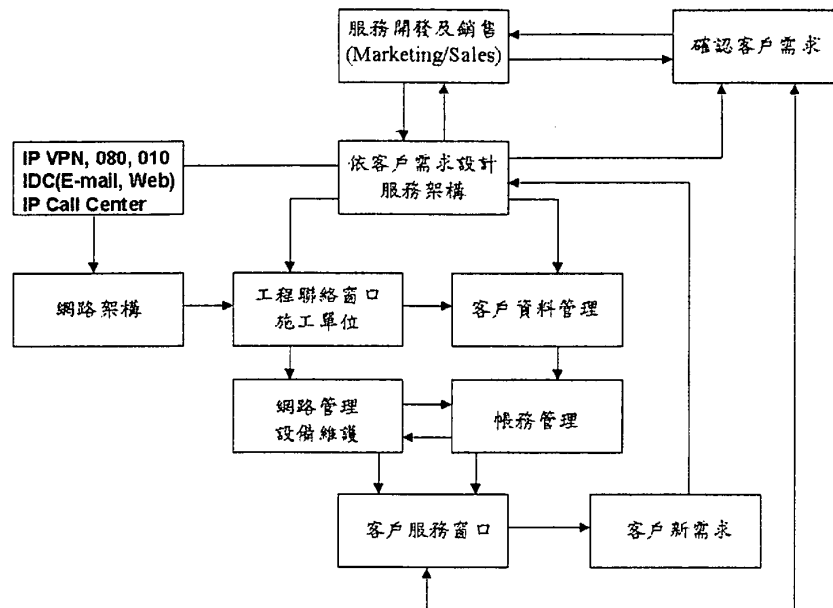 服務開發及銷售
(Marketing/Sales)
確認客戶需求
IP VPN, 080, 010
IDC(E-mail, Web)
IP Call Center
依客戶需求設計
服務架構
網路架構
工程聯絡窗口
施工單位
客戶資料管理
網路管理
設備維護
帳務管理
客戶服務窗口
客戶新需求